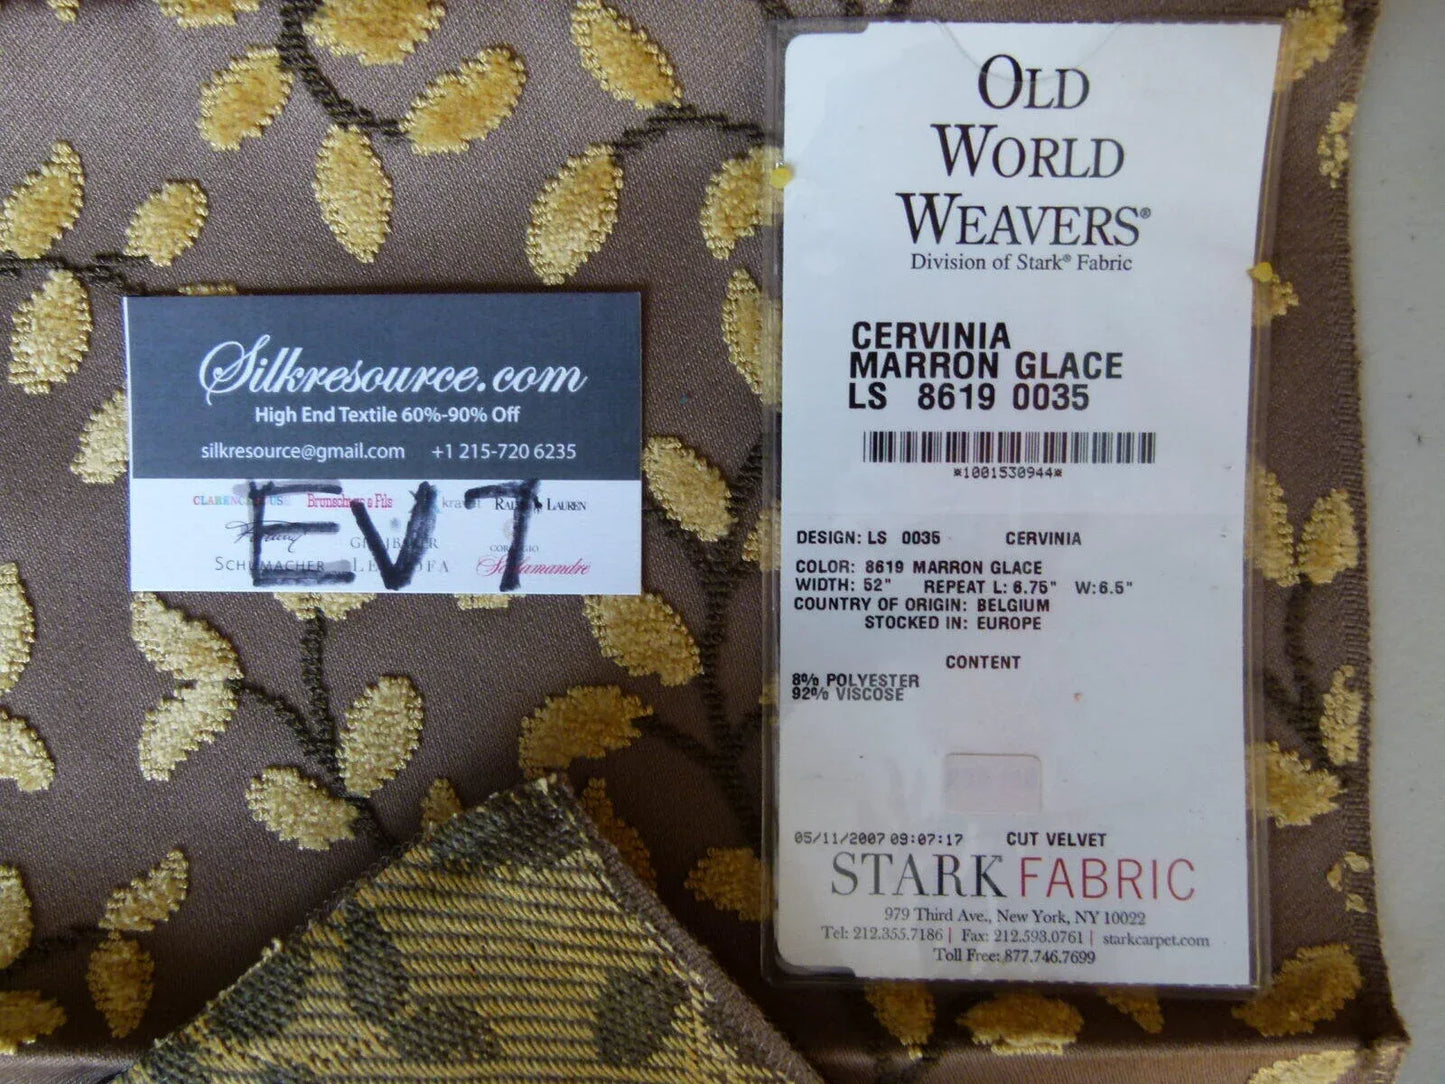 Silkresource.com
High End Textile 60%-90% Off
silkresource@gmail.com +1 215-720 6235
Brunschwig & Fils RALPH LAUREN
EV7
SCHUMACHER Scalamandre
OLD
WORLD
WEAVERS®
Division of Stark® Fabric
CERVINIA
MARRON GLACE
LS 8619 0035
*1001530944*
DESIGN: LS 0035 CERVINIA
COLOR: 8619 MARRON GLACE
WIDTH: 52" REPEAT L: 6.75" W:6.5"
COUNTRY OF ORIGIN: BELGIUM
STOCKED IN: EUROPE
CONTENT
8% POLYESTER
92% VISCOSE
05/11/2007 09:07:17 CUT VELVET
STARK FABRIC
979 Third Ave., New York, NY 10022
Tel: 212.355.7186 | Fax: 212.593.0761 | starkcarpet.com
Toll Free: 877.746.7699